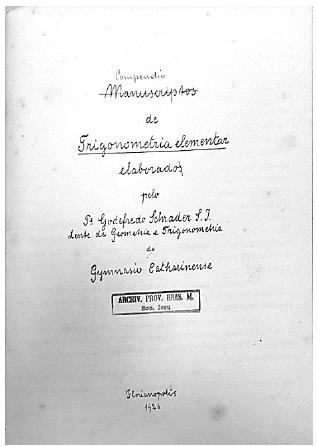 Compendio
Manuscriptos
de
Trigonometria elementar
elaborados
pelo
Pe. Godefredo Schrader S.J.
lente de Geometria e Trigonometria
do
Gymnasio Catharinense
ARCHIV. PROV. BRAS. M.
Soc. Iesu
Florianopolis
1926